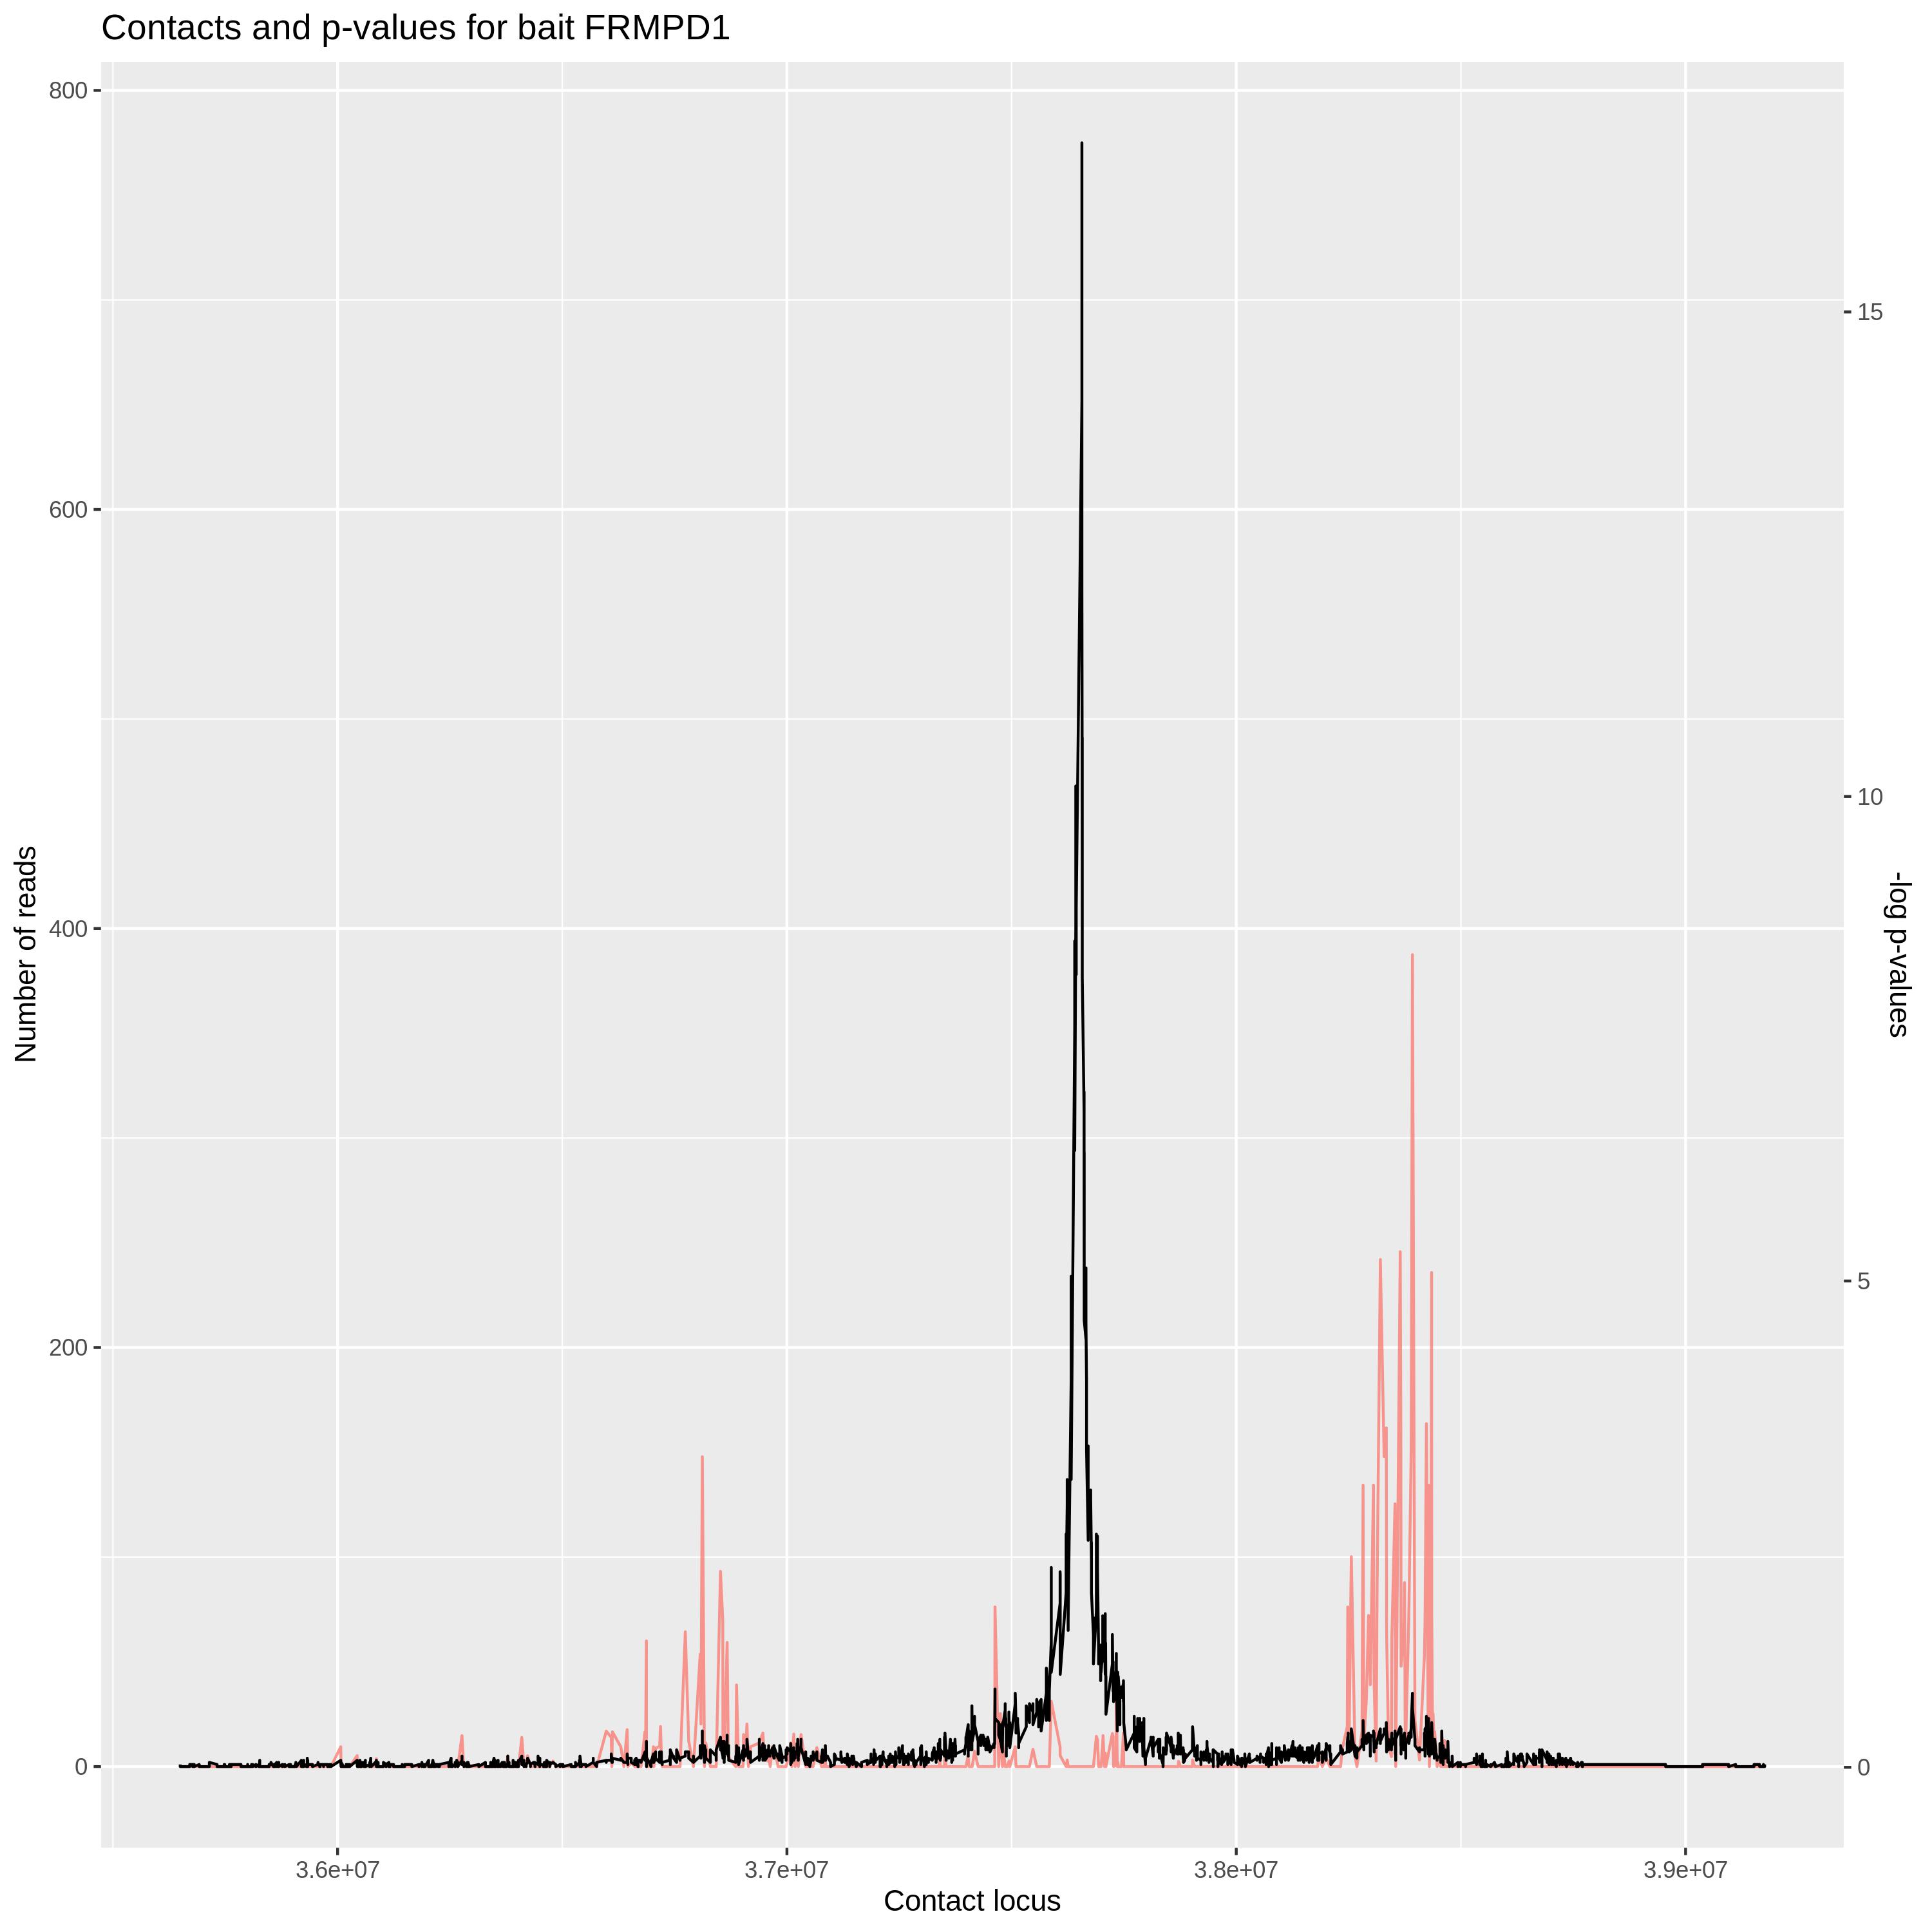 Contacts and p-values for bait FRMPD1
800
600
400
200
0
Number of reads
15
10
5
0
-log p-values
3.6e+07
3.7e+07
3.8e+07
3.9e+07
Contact locus